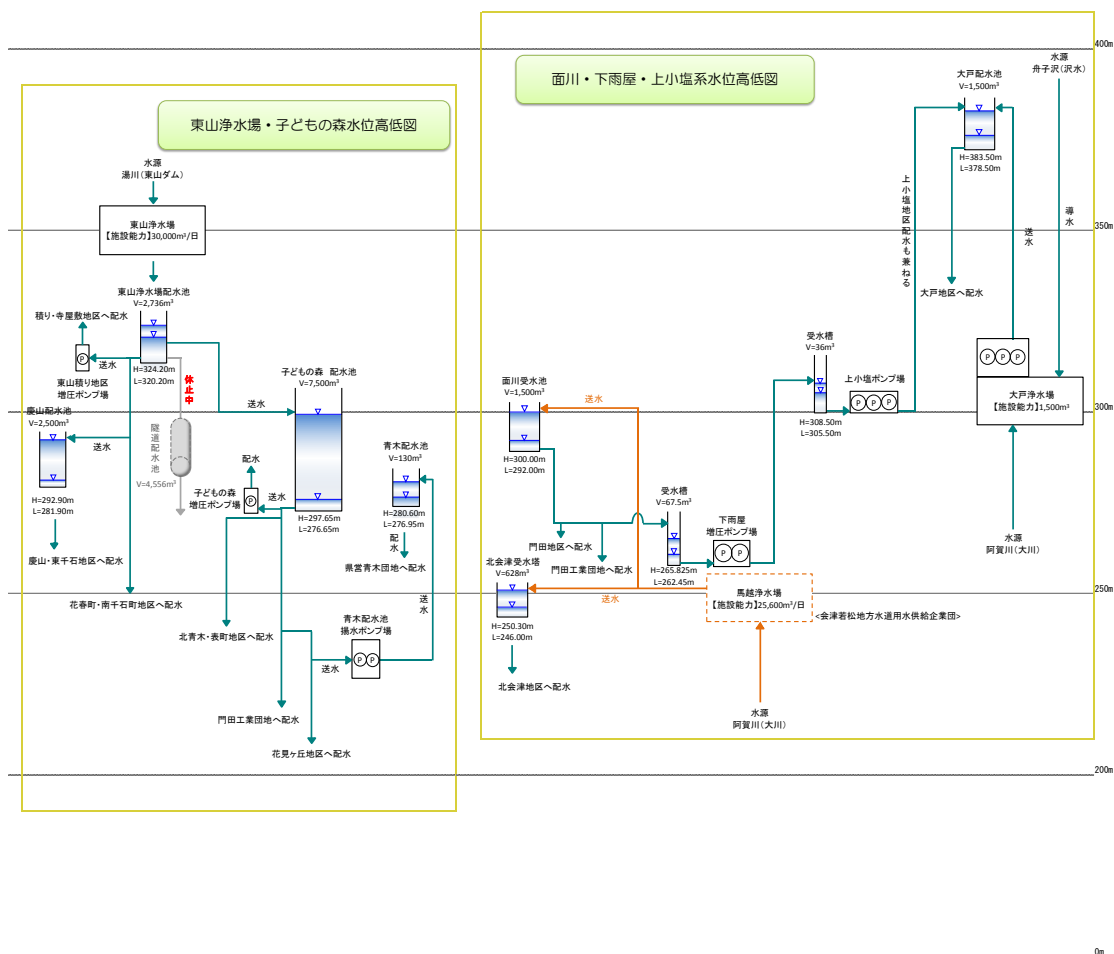 東山浄水場・子どもの森水位高低図
水源
湯川（東山ダム）
東山浄水場
【施設能力】30,000m³/日
東山浄水場配水池
V=2,736m³
積り・寺屋敷地区へ配水
P
送水
東山積り地区
増圧ポンプ場
H=324.20m
L=320.20m
休止中
慶山配水池
V=2,500m³
送水
H=292.90m
L=281.90m
慶山・東千石地区へ配水
隧道配水池
V=4,556m³
花春町・南千石町地区へ配水
送水
子どもの森 配水池
V=7,500m³
H=297.65m
L=276.65m
配水
P
送水
子どもの森
増圧ポンプ場
北青木・表町地区へ配水
青木配水池
V=130m³
H=280.60m
L=276.95m
配水
県営青木団地へ配水
送水
青木配水池
揚水ポンプ場
P P
送水
門田工業団地へ配水
花見ヶ丘地区へ配水
面川・下雨屋・上小塩系水位高低図
400m
350m
300m
250m
200m
0m
水源
舟子沢（沢水）
導水
大戸配水池
V=1,500m³
H=383.50m
L=378.50m
上小塩地区配水も兼ねる
送水
大戸地区へ配水
受水槽
V=36m³
H=308.50m
L=305.50m
上小塩ポンプ場
P P P
P P P
大戸浄水場
【施設能力】1,500m³
水源
阿賀川（大川）
面川受水池
V=1,500m³
H=300.00m
L=292.00m
送水
門田地区へ配水
門田工業団地へ配水
受水槽
V=67.5m³
H=265.825m
L=262.45m
下雨屋
増圧ポンプ場
P P
北会津受水塔
V=628m³
H=250.30m
L=246.00m
北会津地区へ配水
送水
馬越浄水場
【施設能力】25,600m³/日
<会津若松地方水道用水供給企業団>
水源
阿賀川（大川）